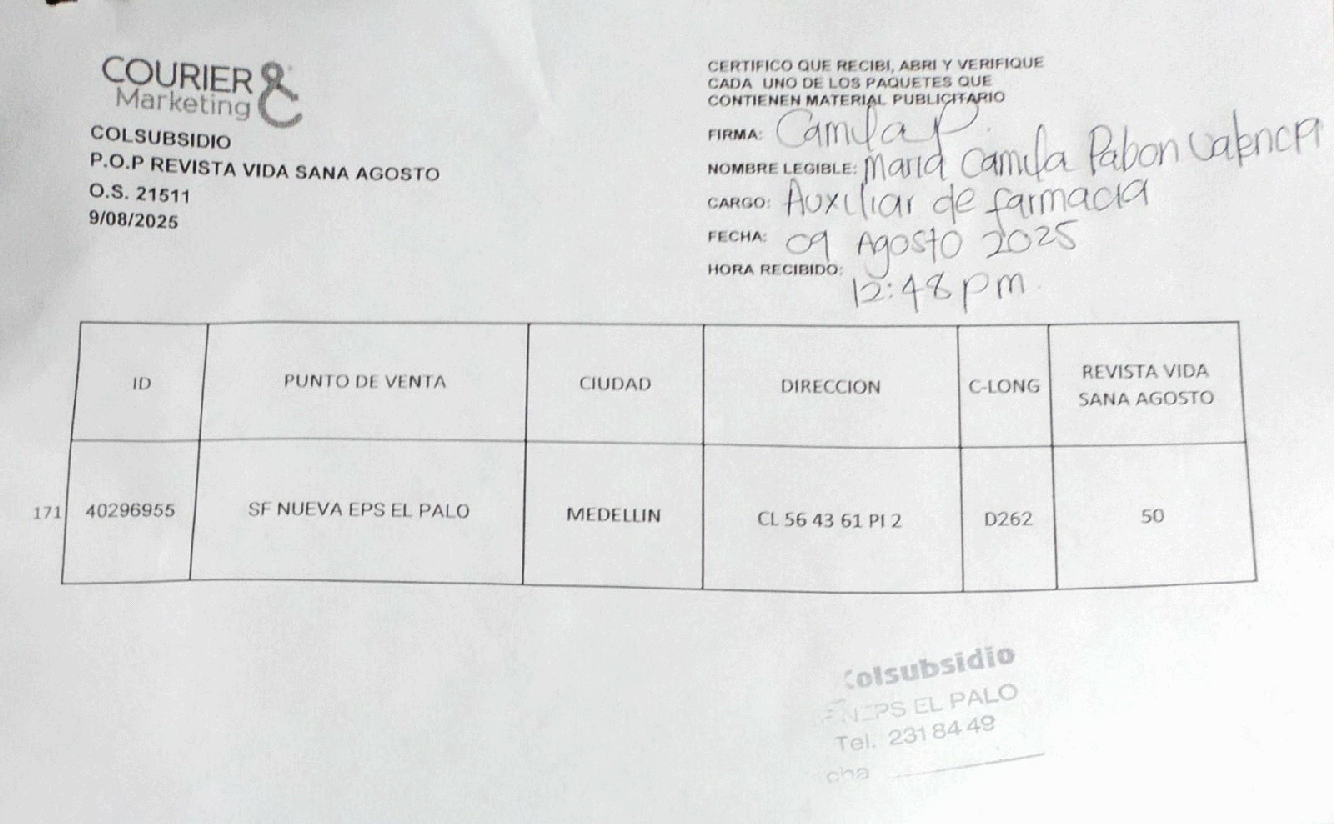 COURIER &
Marketing
COLSUBSIDIO
P.O.P REVISTA VIDA SANA AGOSTO
O.S. 21511
9/08/2025
CERTIFICO QUE RECIBI, ABRI Y VERIFIQUE
CADA UNO DE LOS PAQUETES QUE
CONTIENEN MATERIAL PUBLICITARIO
FIRMA: Camila P.
NOMBRE LEGIBLE: Maria Camila Pabon Valencia
CARGO: Auxiliar de farmacia
FECHA: 09 Agosto 2025
HORA RECIBIDO: 12:48 pm
ID PUNTO DE VENTA CIUDAD DIRECCION C-LONG REVISTA VIDA SANA AGOSTO
171 40296955 SF NUEVA EPS EL PALO MEDELLIN CL 56 43 61 PI 2 D262 50
Colsubsidio
EPS EL PALO
Tel. 2318449
cha